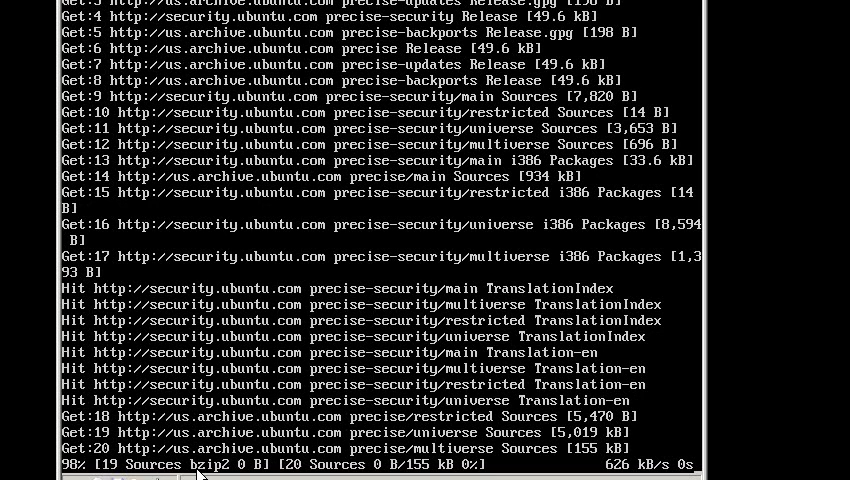 Get:3 http://us.archive.ubuntu.com precise-updates Release.gpg [198 B]
Get:4 http://security.ubuntu.com precise-security Release [49.6 kB]
Get:5 http://us.archive.ubuntu.com precise-backports Release.gpg [198 B]
Get:6 http://us.archive.ubuntu.com precise Release [49.6 kB]
Get:7 http://us.archive.ubuntu.com precise-updates Release [49.6 kB]
Get:8 http://us.archive.ubuntu.com precise-backports Release [49.6 kB]
Get:9 http://security.ubuntu.com precise-security/main Sources [7,820 B]
Get:10 http://security.ubuntu.com precise-security/restricted Sources [14 B]
Get:11 http://security.ubuntu.com precise-security/universe Sources [3,653 B]
Get:12 http://security.ubuntu.com precise-security/multiverse Sources [696 B]
Get:13 http://security.ubuntu.com precise-security/main i386 Packages [33.6 kB]
Get:14 http://us.archive.ubuntu.com precise/main Sources [934 kB]
Get:15 http://security.ubuntu.com precise-security/restricted i386 Packages [14
B]
Get:16 http://security.ubuntu.com precise-security/universe i386 Packages [8,594
 B]
Get:17 http://security.ubuntu.com precise-security/multiverse i386 Packages [1,3
93 B]
Hit http://security.ubuntu.com precise-security/main TranslationIndex
Hit http://security.ubuntu.com precise-security/multiverse TranslationIndex
Hit http://security.ubuntu.com precise-security/restricted TranslationIndex
Hit http://security.ubuntu.com precise-security/universe TranslationIndex
Hit http://security.ubuntu.com precise-security/main Translation-en
Hit http://security.ubuntu.com precise-security/multiverse Translation-en
Hit http://security.ubuntu.com precise-security/restricted Translation-en
Hit http://security.ubuntu.com precise-security/universe Translation-en
Get:18 http://us.archive.ubuntu.com precise/restricted Sources [5,470 B]
Get:19 http://us.archive.ubuntu.com precise/universe Sources [5,019 kB]
Get:20 http://us.archive.ubuntu.com precise/multiverse Sources [155 kB]
98% [19 Sources bzip2 0 B] [20 Sources 0 B/155 kB 0%] 626 kB/s 0s